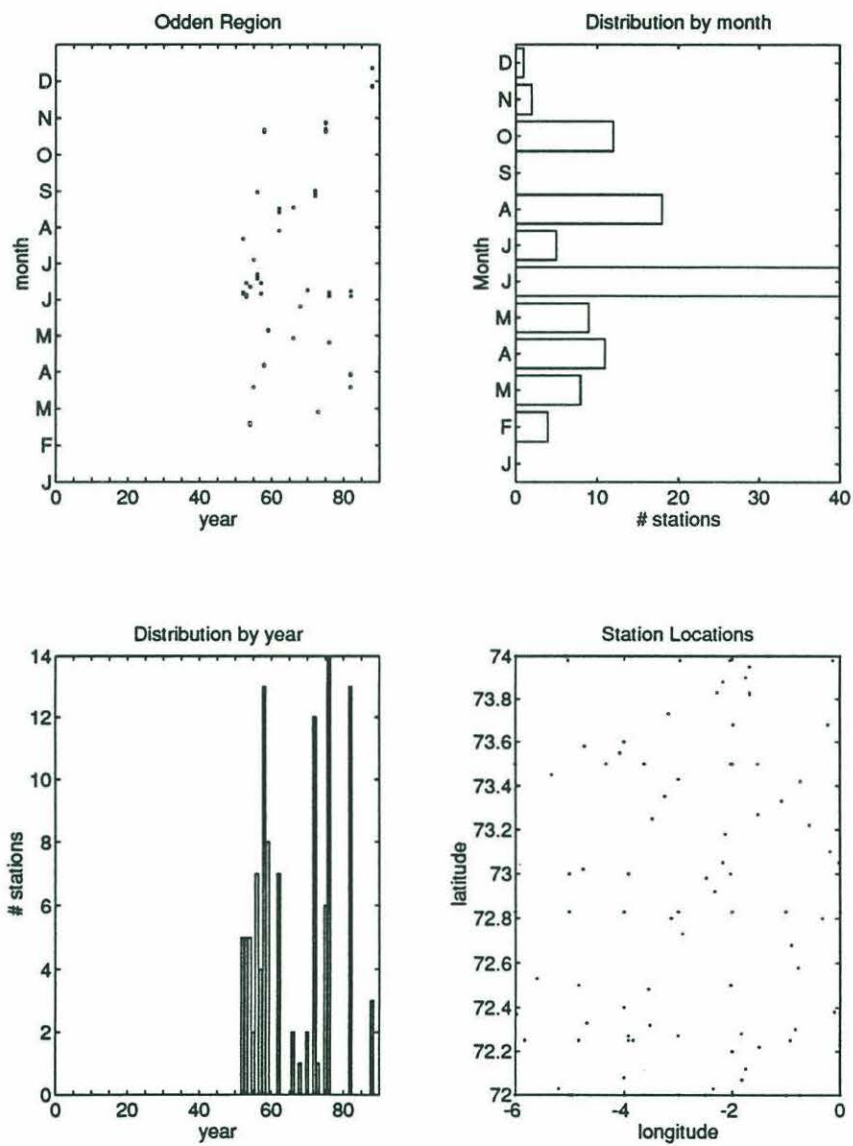 Odden Region
D
N
O
S
A
J
J
M
A
M
F
J
month
0 20 40 60 80
year
Distribution by month
D
N
O
S
A
J
J
M
A
M
F
J
Month
0 10 20 30 40
# stations
Distribution by year
14
12
10
8
6
4
2
0
# stations
0 20 40 60 80
year
Station Locations
74
73.8
73.6
73.4
73.2
73
72.8
72.6
72.4
72.2
72
latitude
-6 -4 -2 0
longitude